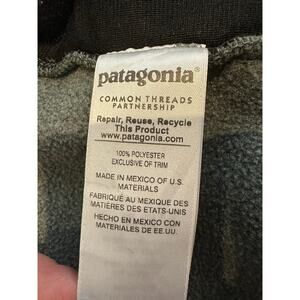 patagonia®
COMMON THREADS
PARTNERSHIP
Repair, Reuse, Recycle
This Product
www.patagonia.com
100% POLYESTER
EXCLUSIVE OF TRIM
MADE IN MEXICO OF U.S.
MATERIALS
FABRIQUÉ AU MEXIQUE DES
MATIÈRES DES ETATS-UNIS
HECHO EN MEXICO CON
MATERIALES DE EE.UU.